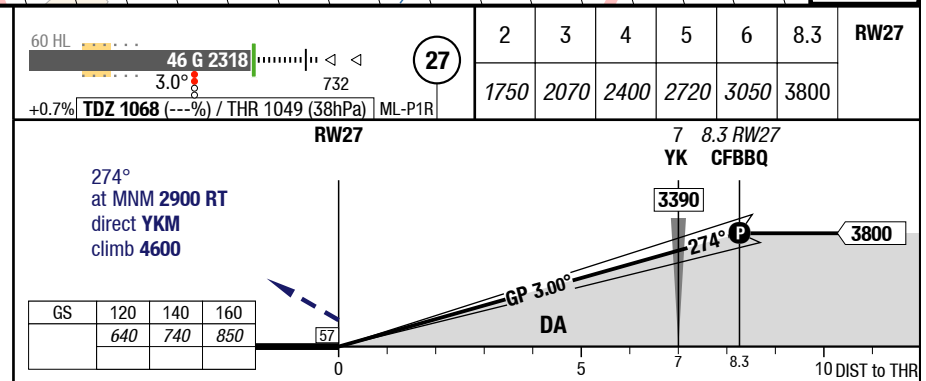 60 HL
46 G 2318
3.0°
732
+0.7% TDZ 1068 (---%) / THR 1049 (38hPa) ML-P1R
27
2 3 4 5 6 8.3 RW27
1750 2070 2400 2720 3050 3800
RW27
7 8.3 RW27
YK CFBBQ
274°
at MNM 2900 RT
direct YKM
climb 4600
3390
274° P
3800
GP 3.00°
DA
GS 120 140 160
640 740 850
57
0 5 7 8.3 10 DIST to THR